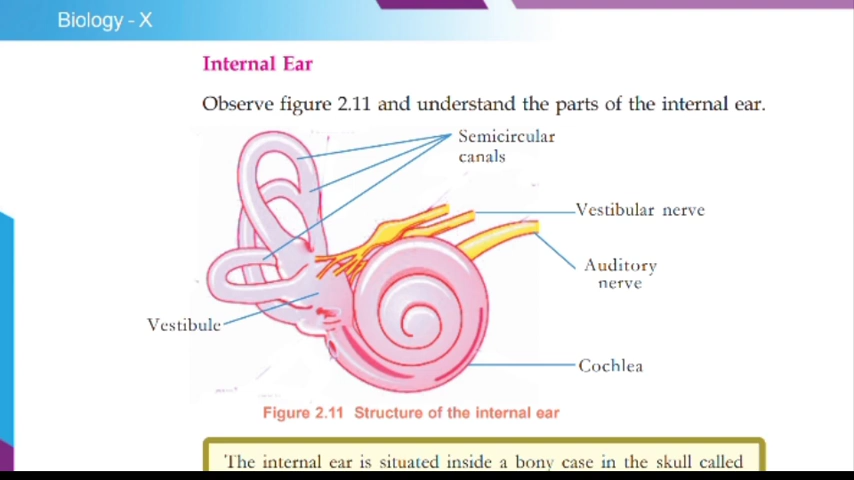 Biology - X
Internal Ear
Observe figure 2.11 and understand the parts of the internal ear.
Semicircular
canals
Vestibular nerve
Auditory
nerve
Vestibule
Cochlea
Figure 2.11 Structure of the internal ear
The internal ear is situated inside a bony case in the skull called